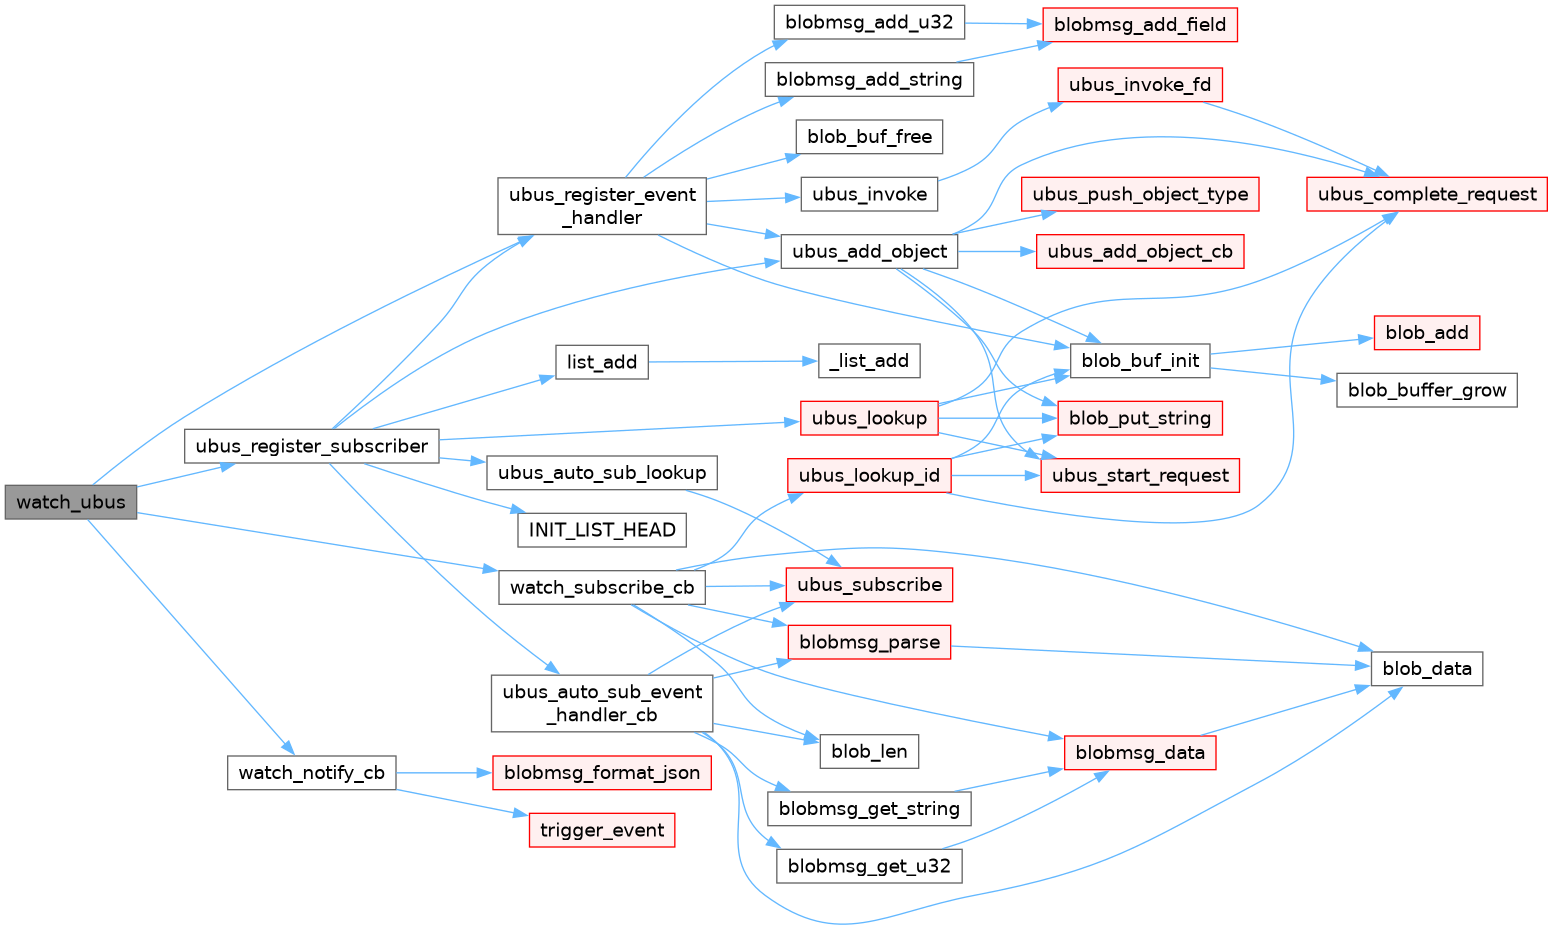 blobmsg_add_u32
blobmsg_add_field
blobmsg_add_string
ubus_invoke_fd
blob_buf_free
ubus_register_event
_handler
ubus_invoke
ubus_push_object_type
ubus_complete_request
ubus_add_object
ubus_add_object_cb
blob_add
list_add
_list_add
blob_buf_init
blob_buffer_grow
ubus_lookup
blob_put_string
ubus_register_subscriber
ubus_auto_sub_lookup
ubus_lookup_id
ubus_start_request
watch_ubus
INIT_LIST_HEAD
watch_subscribe_cb
ubus_subscribe
blobmsg_parse
blob_data
ubus_auto_sub_event
_handler_cb
blob_len
blobmsg_data
watch_notify_cb
blobmsg_format_json
blobmsg_get_string
trigger_event
blobmsg_get_u32